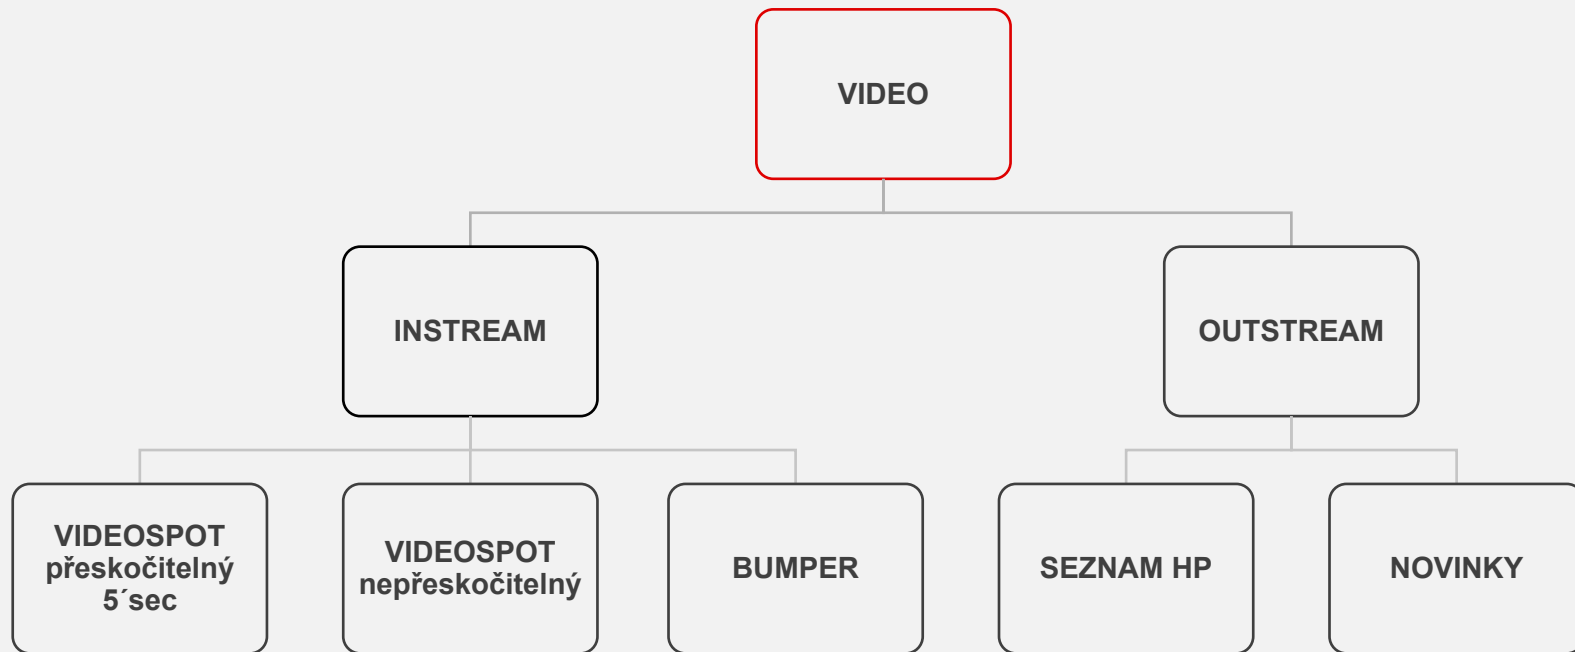 VIDEO
INSTREAM
OUTSTREAM
VIDEOSPOT
přeskočitelný
5´sec
VIDEOSPOT
nepřeskočitelný
BUMPER
SEZNAM HP
NOVINKY